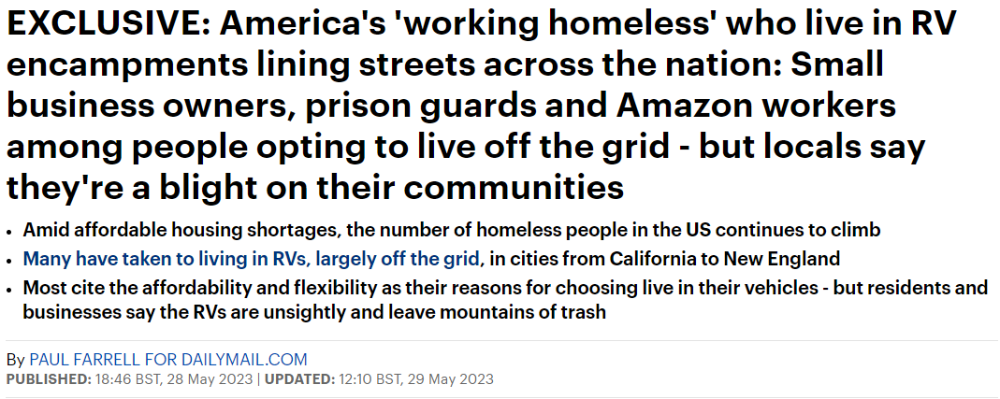 EXCLUSIVE: America's 'working homeless' who live in RV
encampments lining streets across the nation: Small
business owners, prison guards and Amazon workers
among people opting to live off the grid - but locals say
they're a blight on their communities
• Amid affordable housing shortages, the number of homeless people in the US continues to climb
• Many have taken to living in RVs, largely off the grid, in cities from California to New England
• Most cite the affordability and flexibility as their reasons for choosing live in their vehicles - but residents and
businesses say the RVs are unsightly and leave mountains of trash
By PAUL FARRELL FOR DAILYMAIL.COM
PUBLISHED: 18:46 BST, 28 May 2023 | UPDATED: 12:10 BST, 29 May 2023